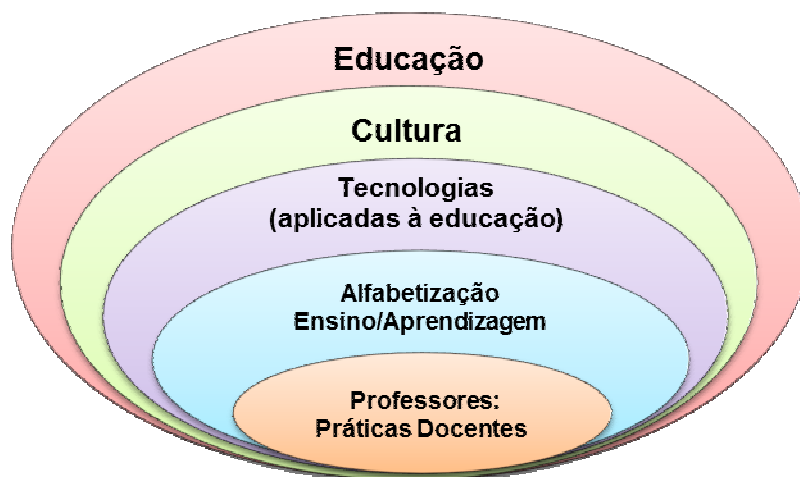 Educação
Cultura
Tecnologias
(aplicadas à educação)
Alfabetização
Ensino/Aprendizagem
Professores:
Práticas Docentes